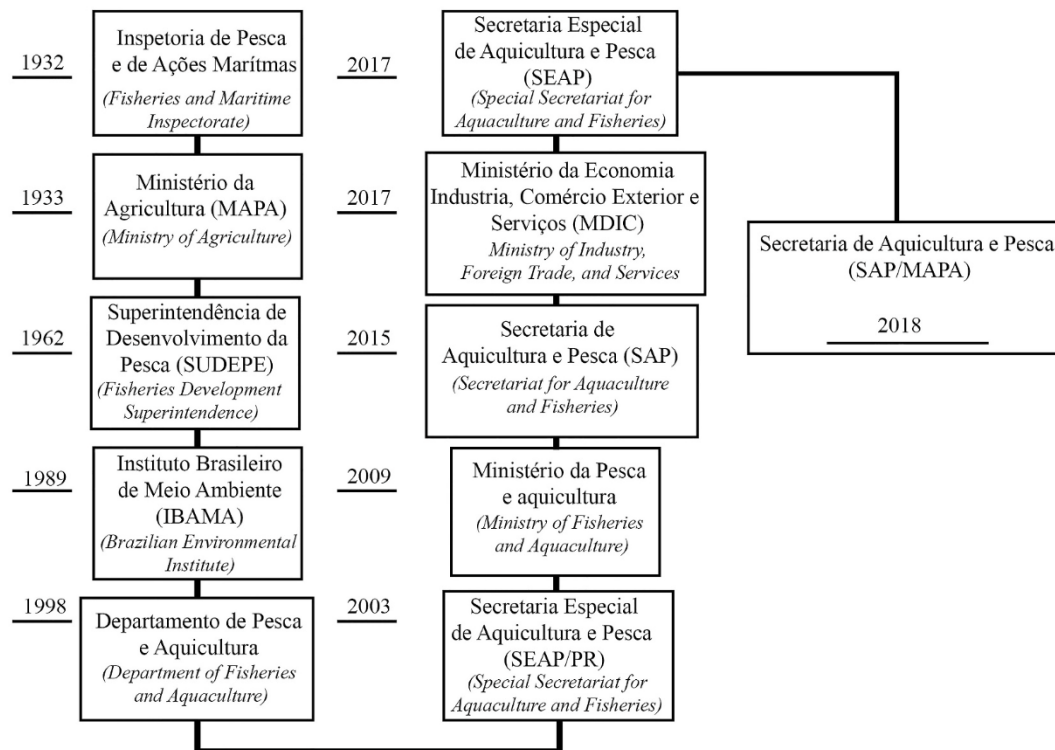 1932
Inspetoria de Pesca
e de Ações Marítmas
(Fisheries and Maritime
Inspectorate)
1933
Ministério da
Agricultura (MAPA)
(Ministry of Agriculture)
1962
Superintendência de
Desenvolvimento da
Pesca (SUDEPE)
(Fisheries Development
Superintendence)
1989
Instituto Brasileiro
de Meio Ambiente
(IBAMA)
(Brazilian Environmental
Institute)
1998
Departamento de Pesca
e Aquicultura
(Department of Fisheries
and Aquaculture)
2017
Secretaria Especial
de Aquicultura e Pesca
(SEAP)
(Special Secretariat for
Aquaculture and Fisheries)
2017
Ministério da Economia
Industria, Comércio Exterior e
Serviços (MDIC)
Ministry of Industry,
Foreign Trade, and Services
2015
Secretaria de
Aquicultura e Pesca (SAP)
(Secretariat for Aquaculture
and Fisheries)
2009
Ministério da Pesca
e aquicultura
(Ministry of Fisheries
and Aquaculture)
2003
Secretaria Especial
de Aquicultura e Pesca
(SEAP/PR)
(Special Secretariat for
Aquaculture and Fisheries)
Secretaria de Aquicultura e Pesca
(SAP/MAPA)
2018